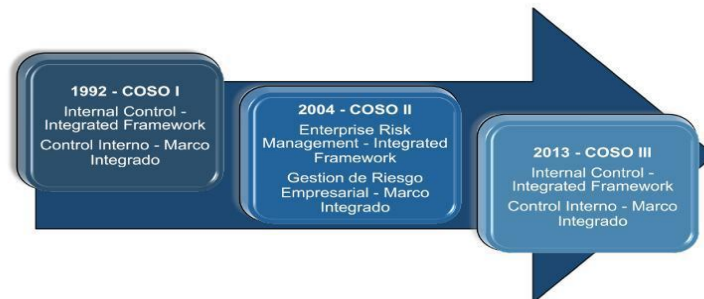 1992 - COSO I
Internal Control -
Integrated Framework
Control Interno - Marco
Integrado
2004 - COSO II
Enterprise Risk
Management - Integrated
Framework
Gestion de Riesgo
Empresarial - Marco
Integrado
2013 - COSO III
Internal Control -
Integrated Framework
Control Interno - Marco
Integrado